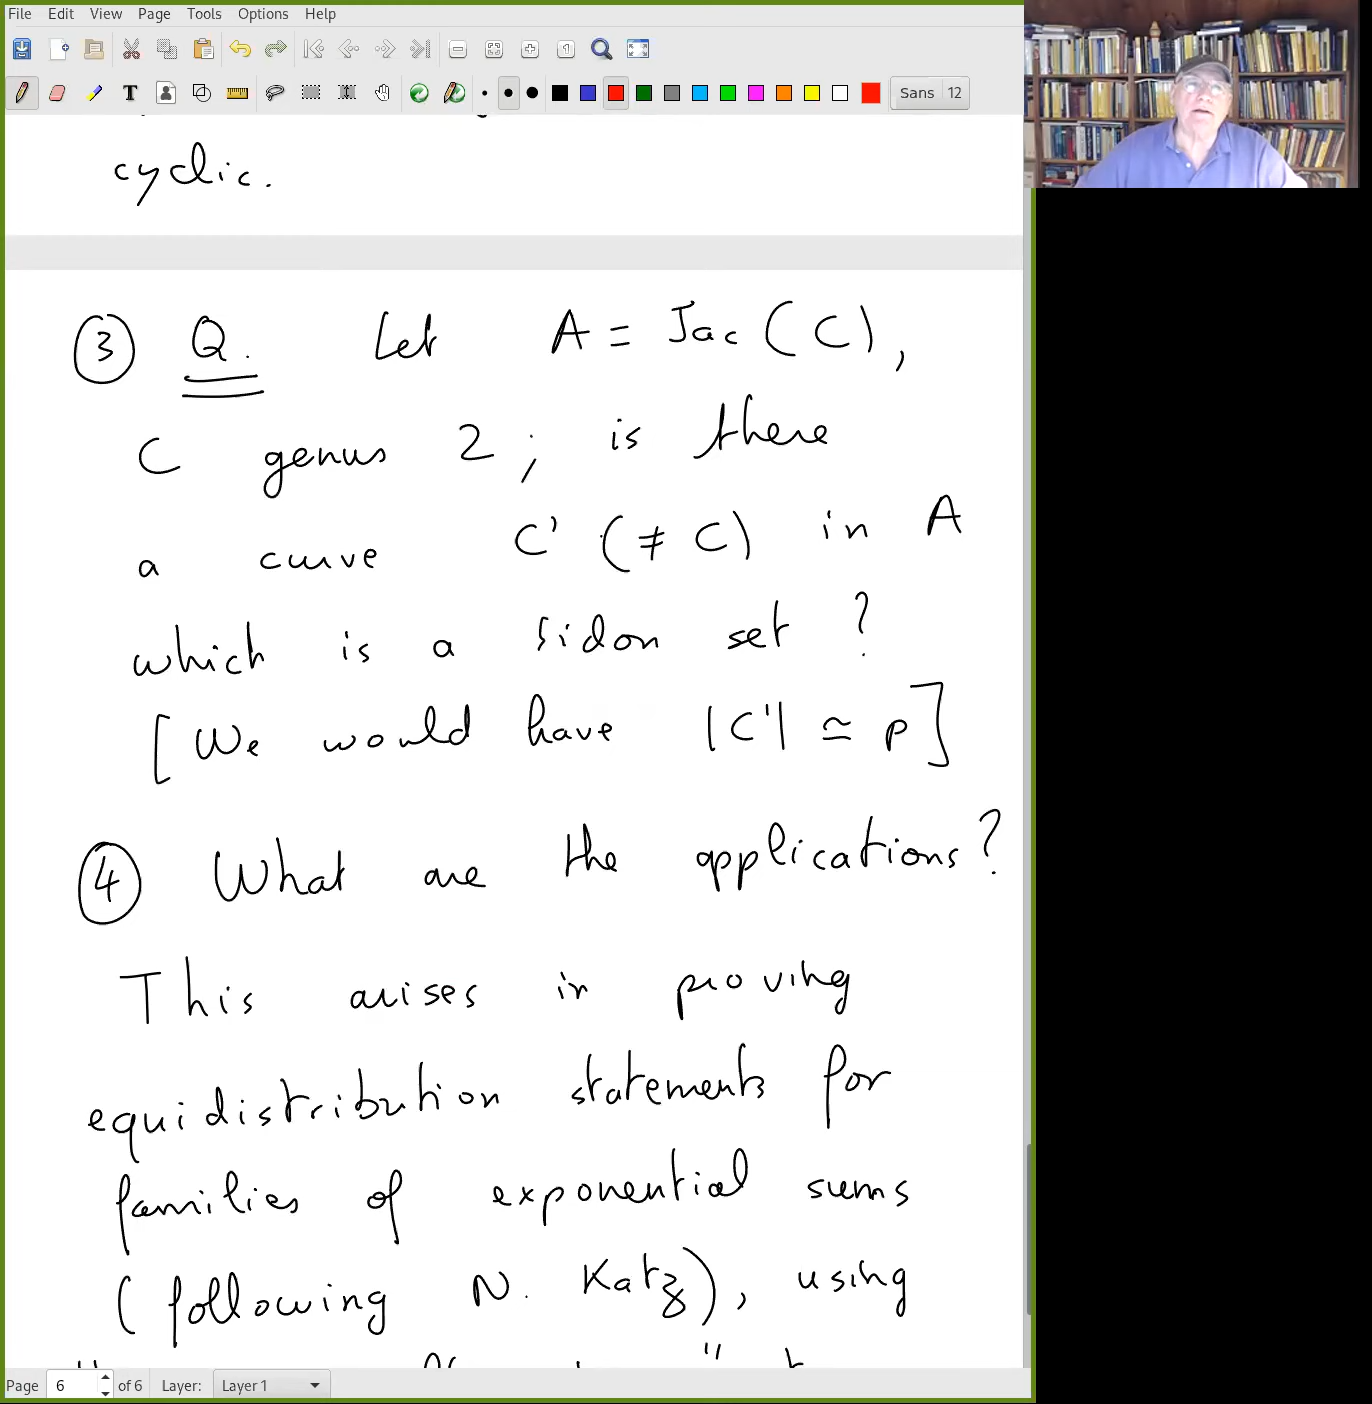 File Edit View Page Tools Options Help
Sans 12
cyclic.
③ Q. Let A = Jac (C),
C genus 2 ; is there
a curve C' (≠ C) in A
which is a Sidon set ?
[We would have |C'| ≃ p]
④ What are the applications?
This arises in proving
equidistribution statements for
families of exponential sums
(following N. Katz), using
Page 6 of 6 Layer: Layer 1